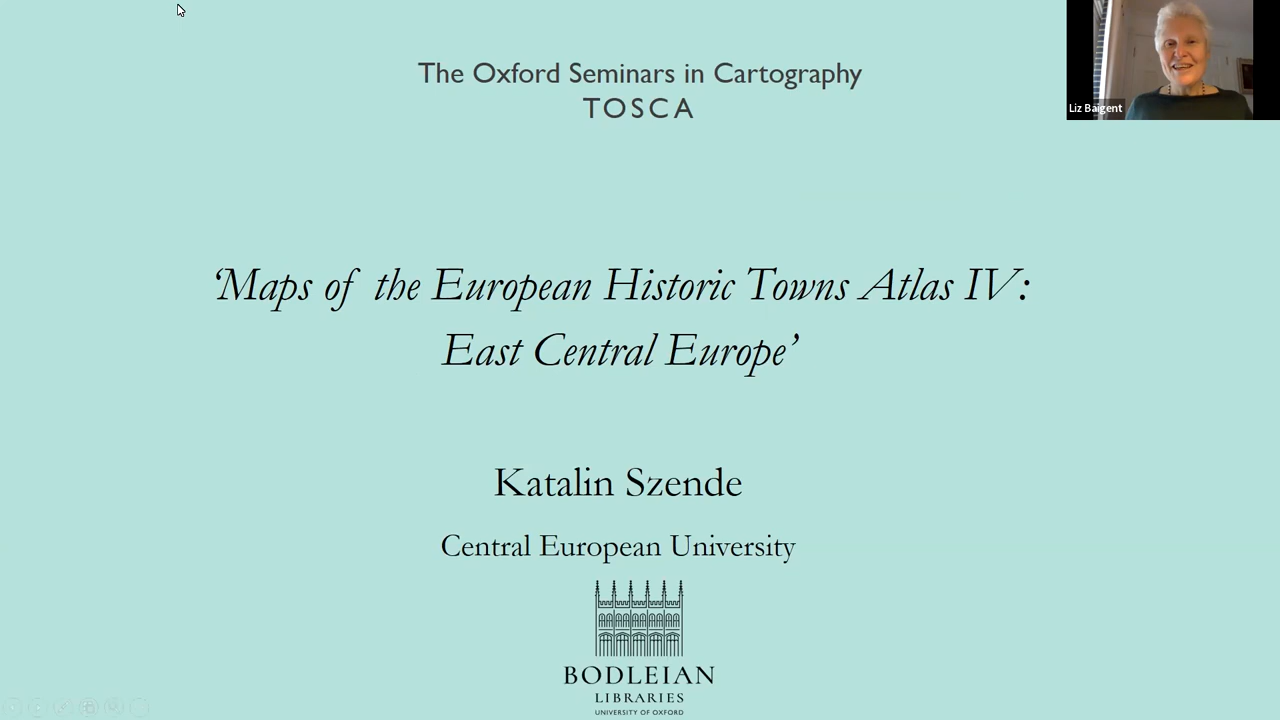 The Oxford Seminars in Cartography
TOSCA
Liz Baigent
‘Maps of the European Historic Towns Atlas IV:
East Central Europe’
Katalin Szende
Central European University
BODLEIAN
LIBRARIES
UNIVERSITY OF OXFORD